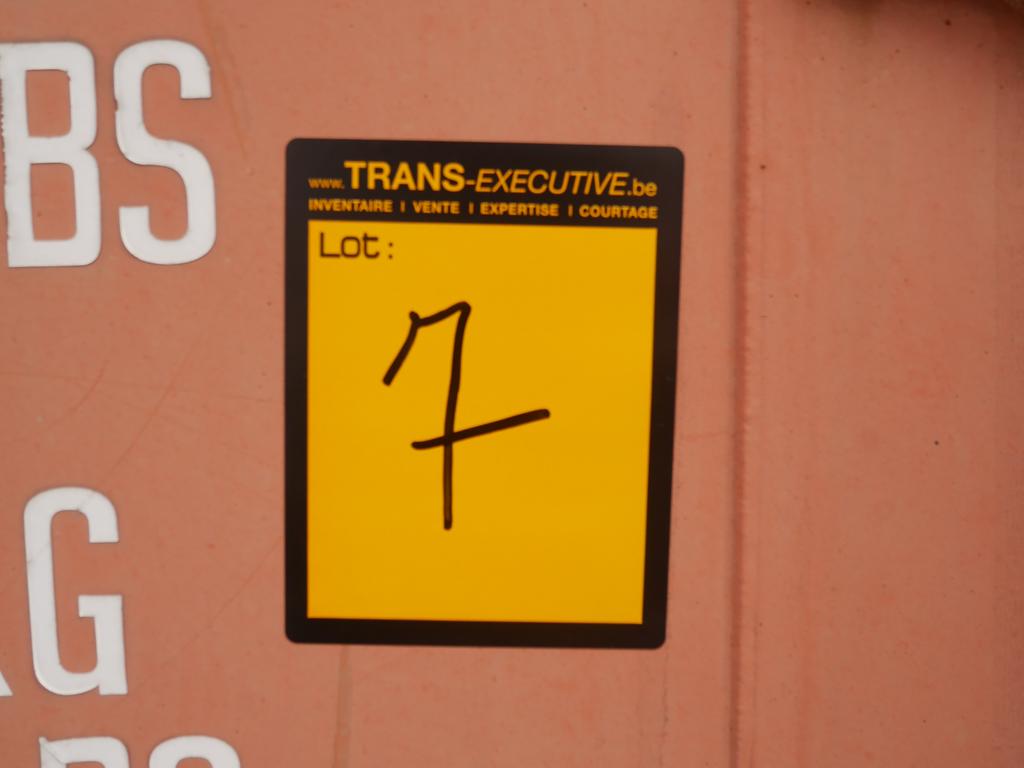 BS
www.TRANS-EXECUTIVE.be
INVENTAIRE | VENTE | EXPERTISE | COURTAGE
Lot:
7
G